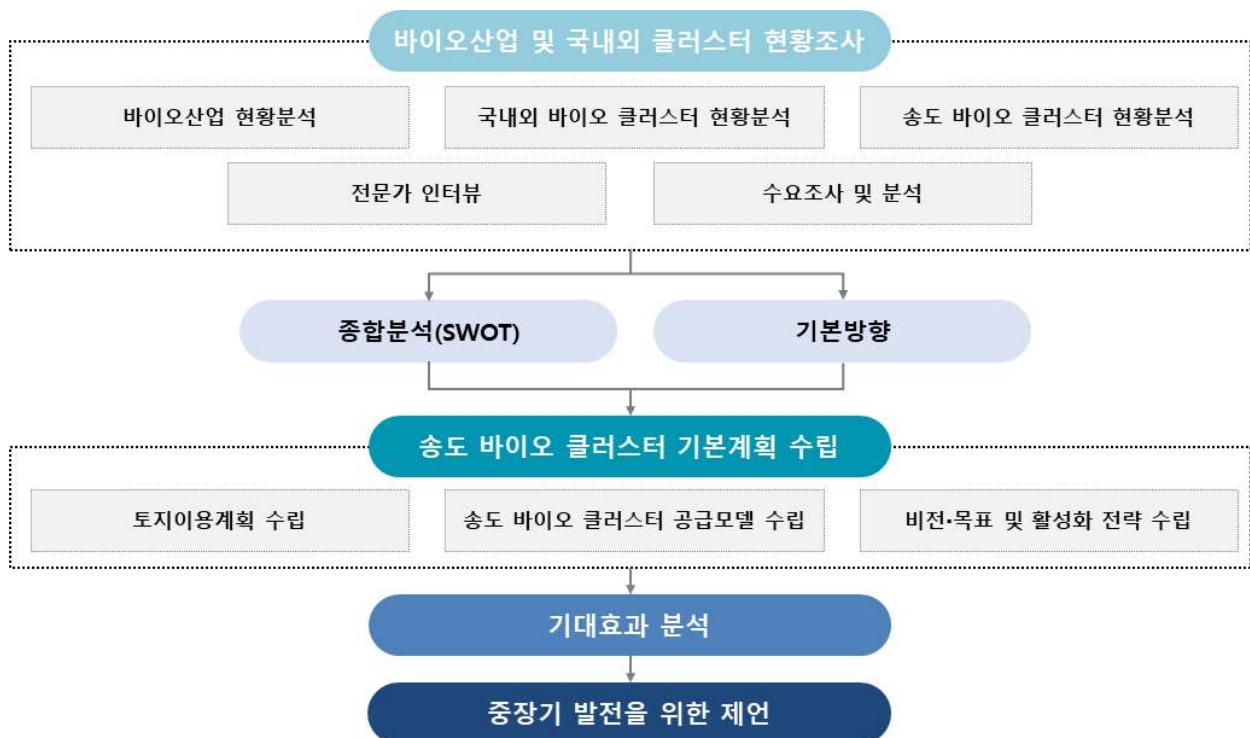 바이오산업 및 국내외 클러스터 현황조사
바이오산업 현황분석
국내외 바이오 클러스터 현황분석
송도 바이오 클러스터 현황분석
전문가 인터뷰
수요조사 및 분석
종합분석(SWOT)
기본방향
송도 바이오 클러스터 기본계획 수립
토지이용계획 수립
송도 바이오 클러스터 공급모델 수립
비전·목표 및 활성화 전략 수립
기대효과 분석
중장기 발전을 위한 제언